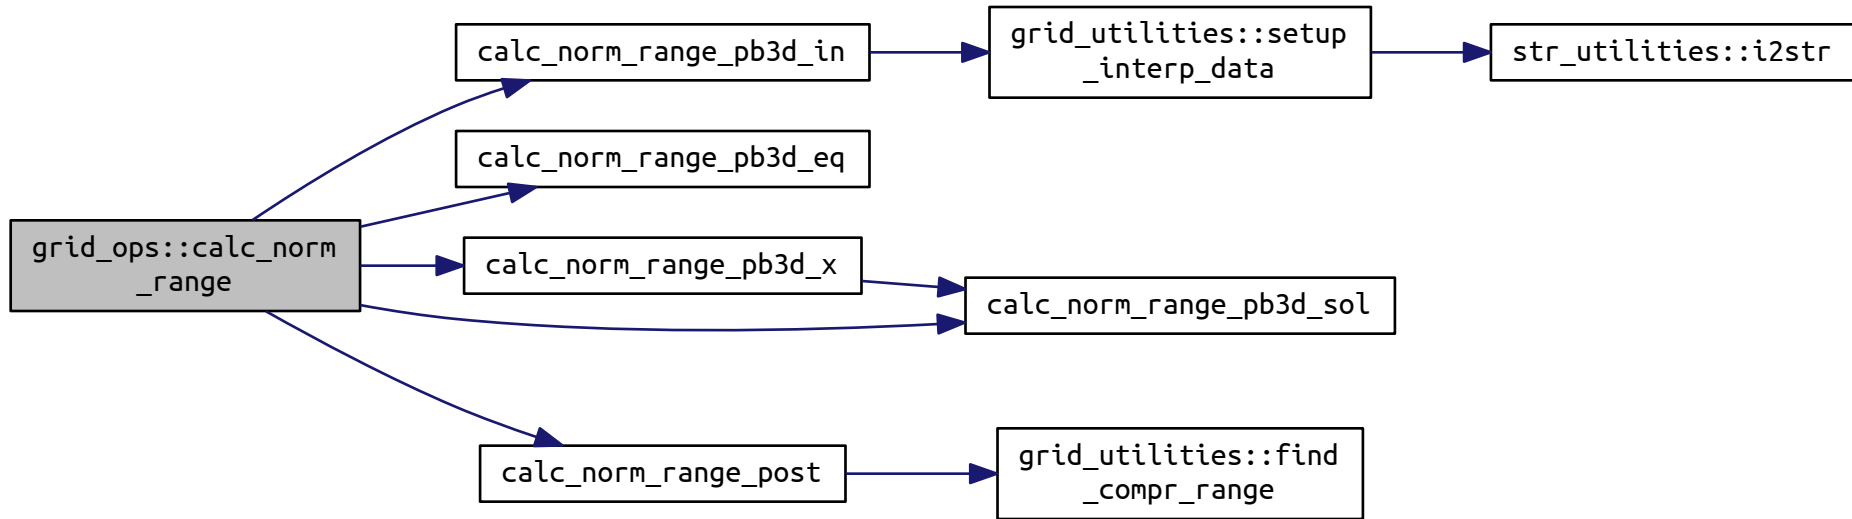 calc_norm_range_pb3d_in
grid_utilities::setup
_interp_data
str_utilities::i2str
calc_norm_range_pb3d_eq
grid_ops::calc_norm
_range
calc_norm_range_pb3d_x
calc_norm_range_pb3d_sol
calc_norm_range_post
grid_utilities::find
_compr_range